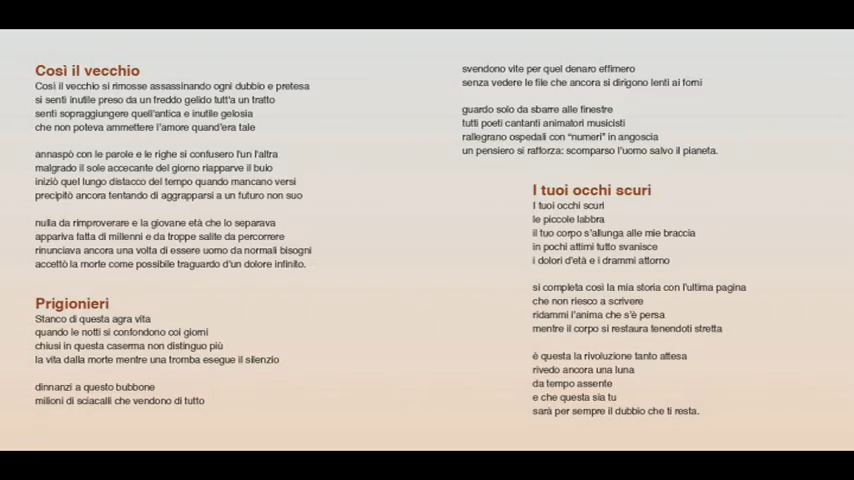 Così il vecchio
Così il vecchio si rimosse assassinando ogni dubbio e pretesa
si sentì inutile preso da un freddo gelido tutt'a un tratto
sentì sopraggiungere quell'antica e inutile gelosia
che non poteva ammettere l'amore quand'era tale

annaspò con le parole e le righe si confusero l'un l'altra
malgrado il sole accecante del giorno riapparve il buio
iniziò quel lungo distacco del tempo quando mancano versi
precipitò ancora tentando di aggrapparsi a un futuro non suo

nulla da rimproverare e la giovane età che lo separava
appariva fatta di millenni e da troppe salite da percorrere
rinunciava ancora una volta di essere uomo da normali bisogni
accettò la morte come possibile traguardo d'un dolore infinito.

Prigionieri
Stanco di questa agra vita
quando le notti si confondono coi giorni
chiusi in questa caserma non distinguo più
la vita dalla morte mentre una tromba esegue il silenzio

dinnanzi a questo bubbone
milioni di sciacalli che vendono di tutto
svendono vite per quel denaro effimero
senza vedere le file che ancora si dirigono lenti ai forni

guardo solo da sbarre alle finestre
tutti poeti cantanti animatori musicisti
rallegrano ospedali con “numeri” in angoscia
un pensiero si rafforza: scomparso l'uomo salvo il pianeta.

I tuoi occhi scuri
I tuoi occhi scuri
le piccole labbra
il tuo corpo s'allunga alle mie braccia
in pochi attimi tutto svanisce
i dolori d'età e i drammi attorno

si completa così la mia storia con l'ultima pagina
che non riesco a scrivere
ridammi l'anima che s'è persa
mentre il corpo si restaura tenendoti stretta

è questa la rivoluzione tanto attesa
rivedo ancora una luna
da tempo assente
e che questa sia tu
sarà per sempre il dubbio che ti resta.